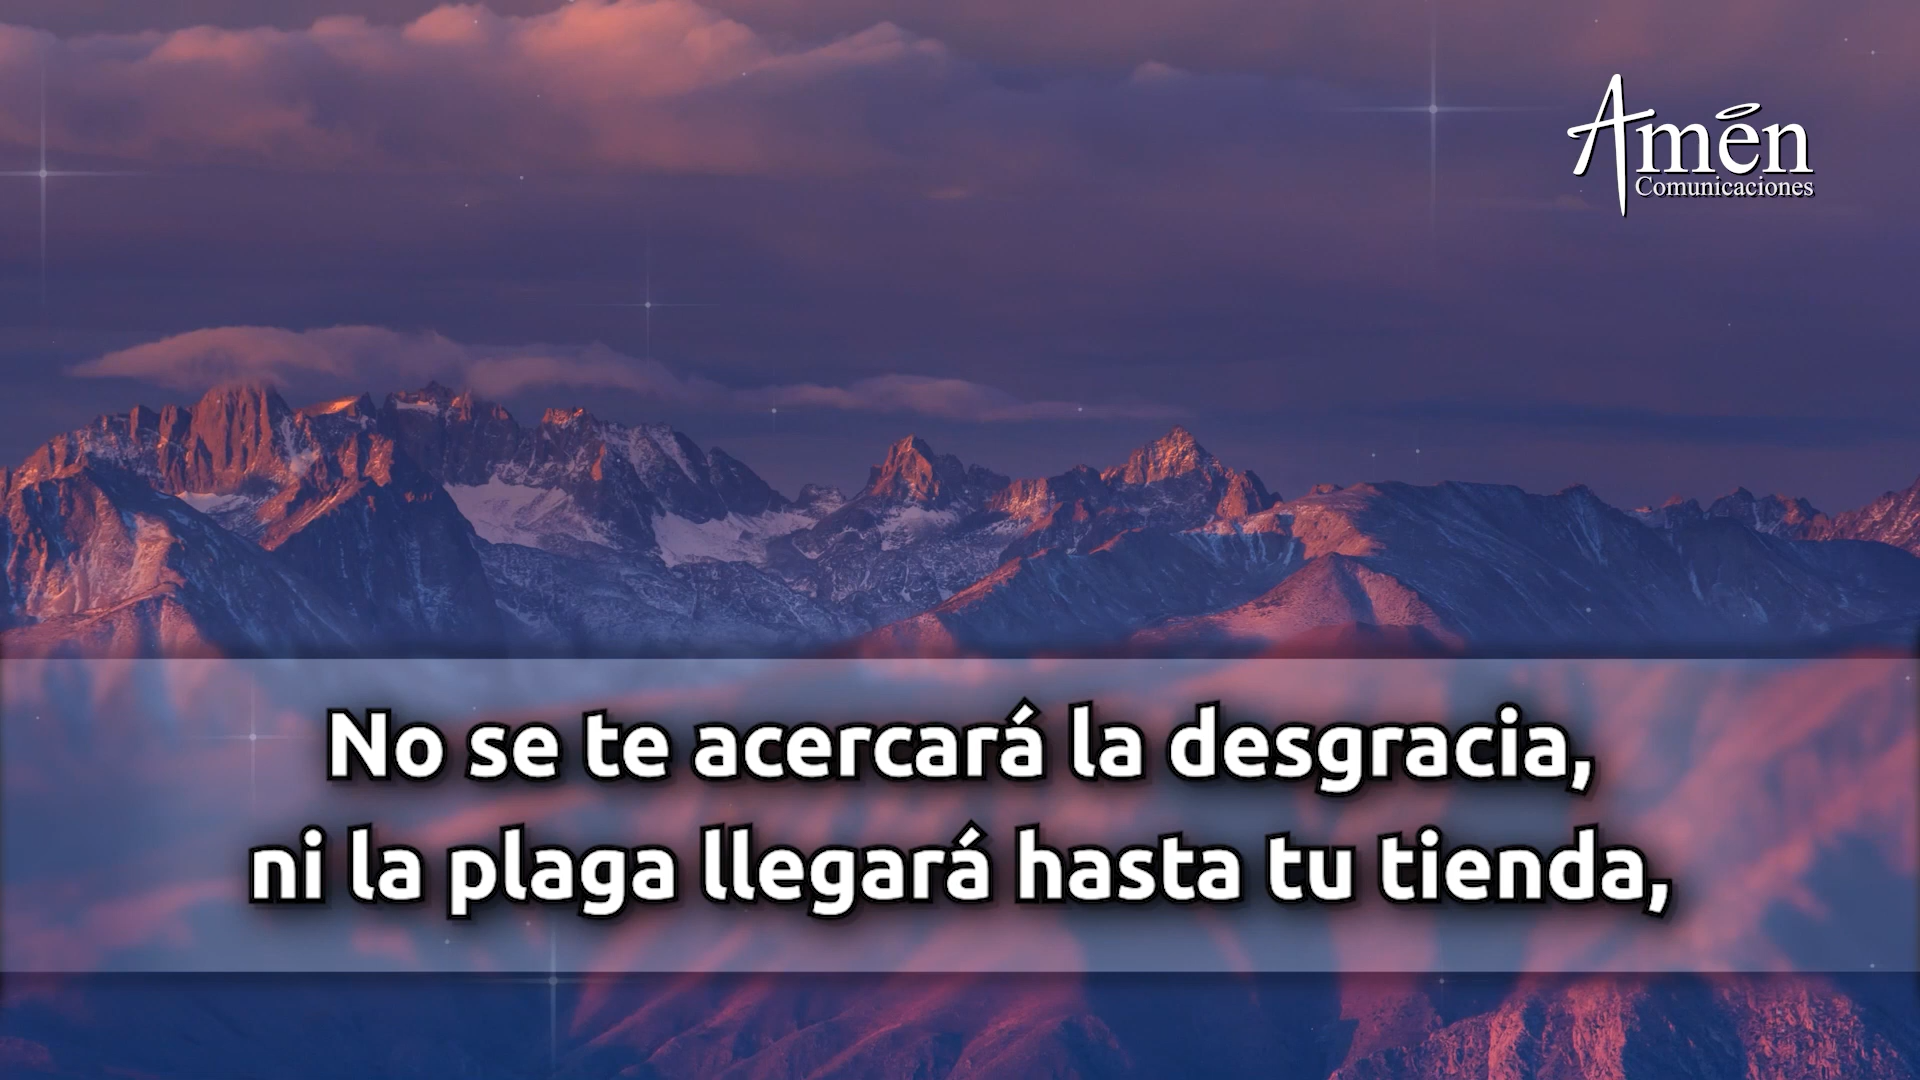 Amén
Comunicaciones
No se te acercará la desgracia,
ni la plaga llegará hasta tu tienda,